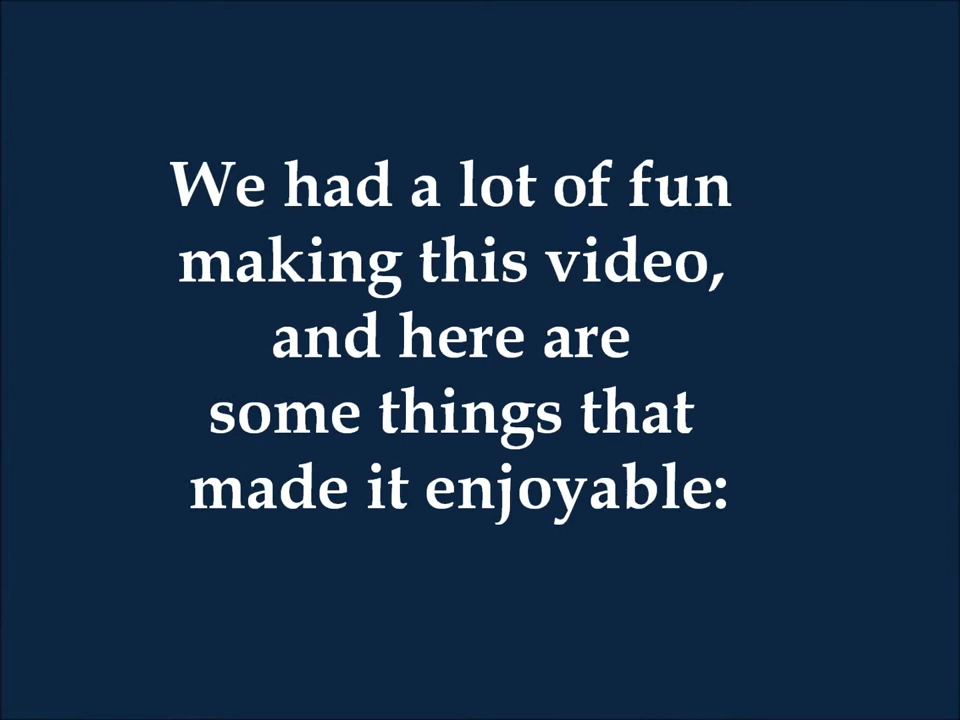 We had a lot of fun
making this video,
and here are
some things that
made it enjoyable: